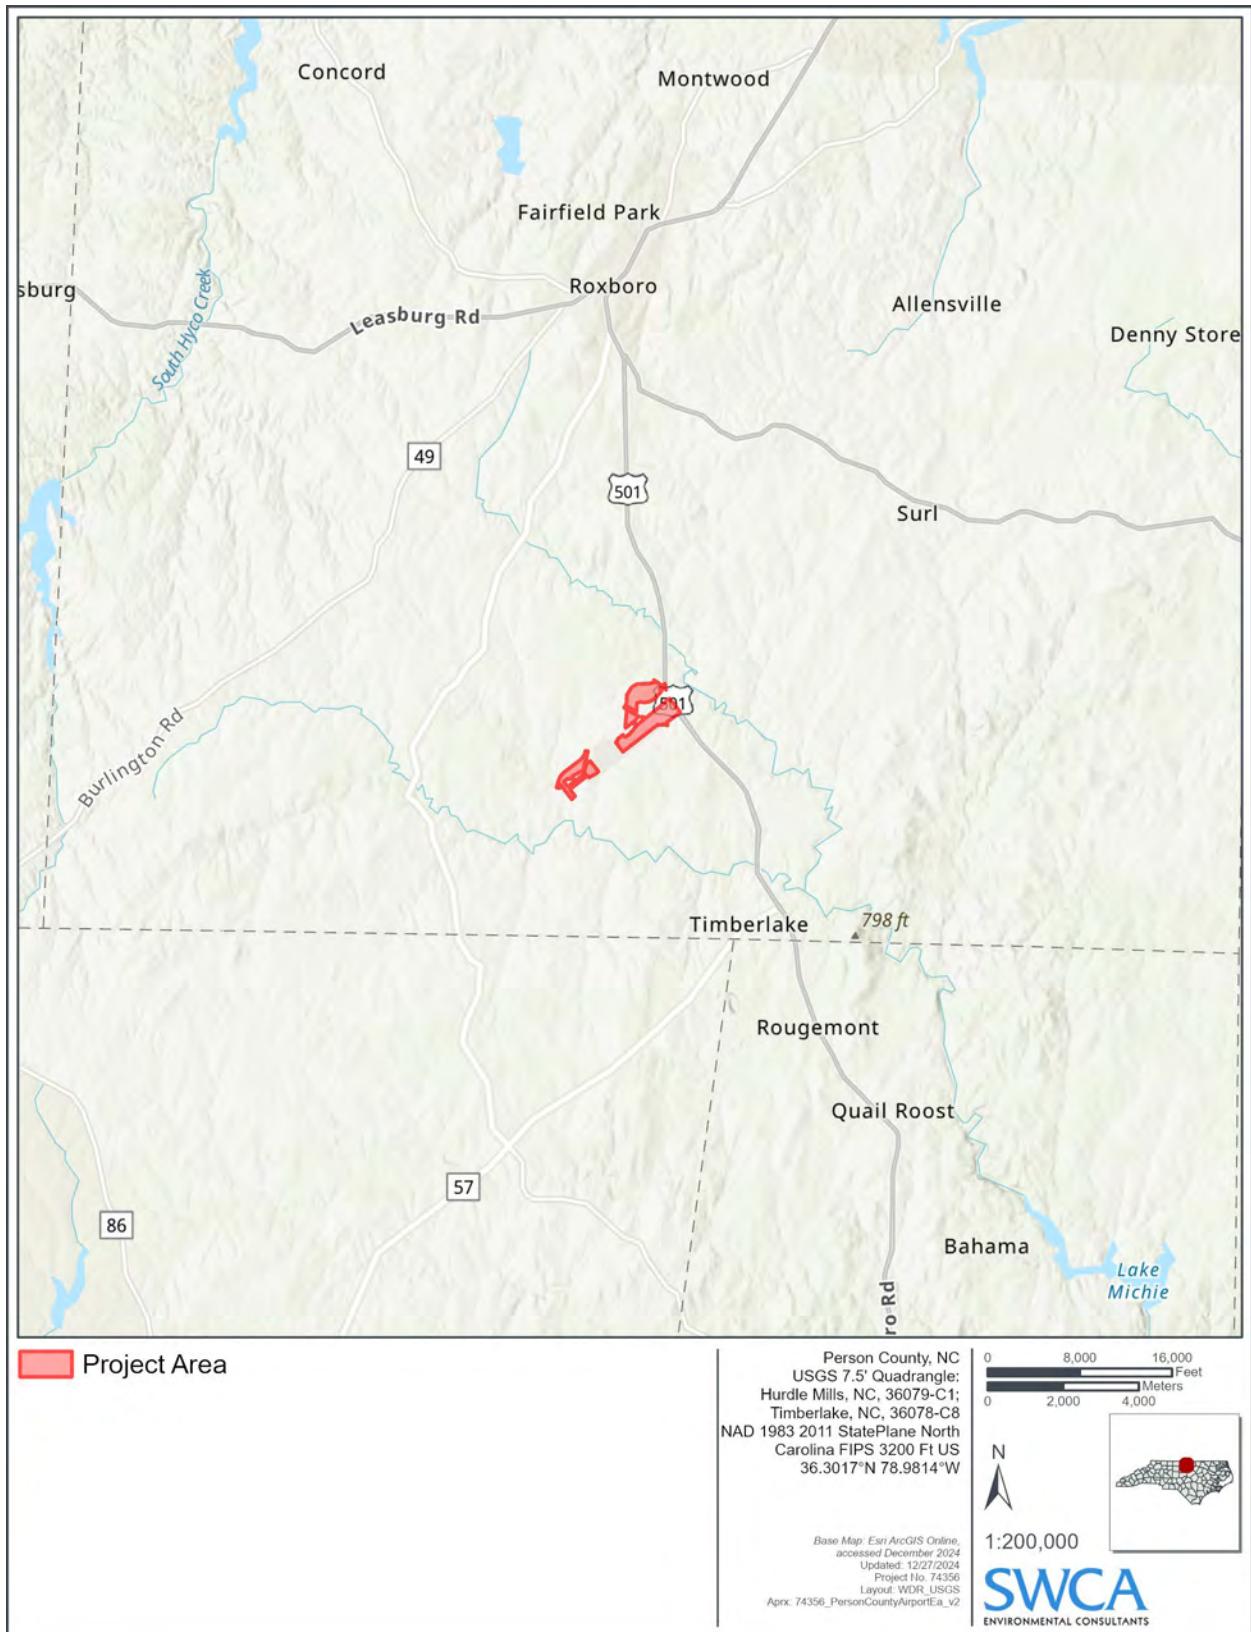 Concord
Montwood
Fairfield Park
Roxboro
sburg
Leasburg Rd
South Hyco Creek
Allensville
Denny Store
49
501
Surl
501
Burlington Rd
Timberlake
798 ft
Rougemont
Quail Roost
57
86
Bahama
Lake
Michie
ro Rd
Project Area
Person County, NC
USGS 7.5' Quadrangle:
Hurdle Mills, NC, 36079-C1;
Timberlake, NC, 36078-C8
NAD 1983 2011 StatePlane North
Carolina FIPS 3200 Ft US
36.3017°N 78.9814°W
Base Map: Esri ArcGIS Online,
accessed December 2024
Updated: 12/27/2024
Project No. 74356
Layout: WDR_USGS
Aprx: 74356_PersonCountyAirportEa_v2
0 8,000 16,000
Feet
Meters
0 2,000 4,000
N
1:200,000
SWCA
ENVIRONMENTAL CONSULTANTS